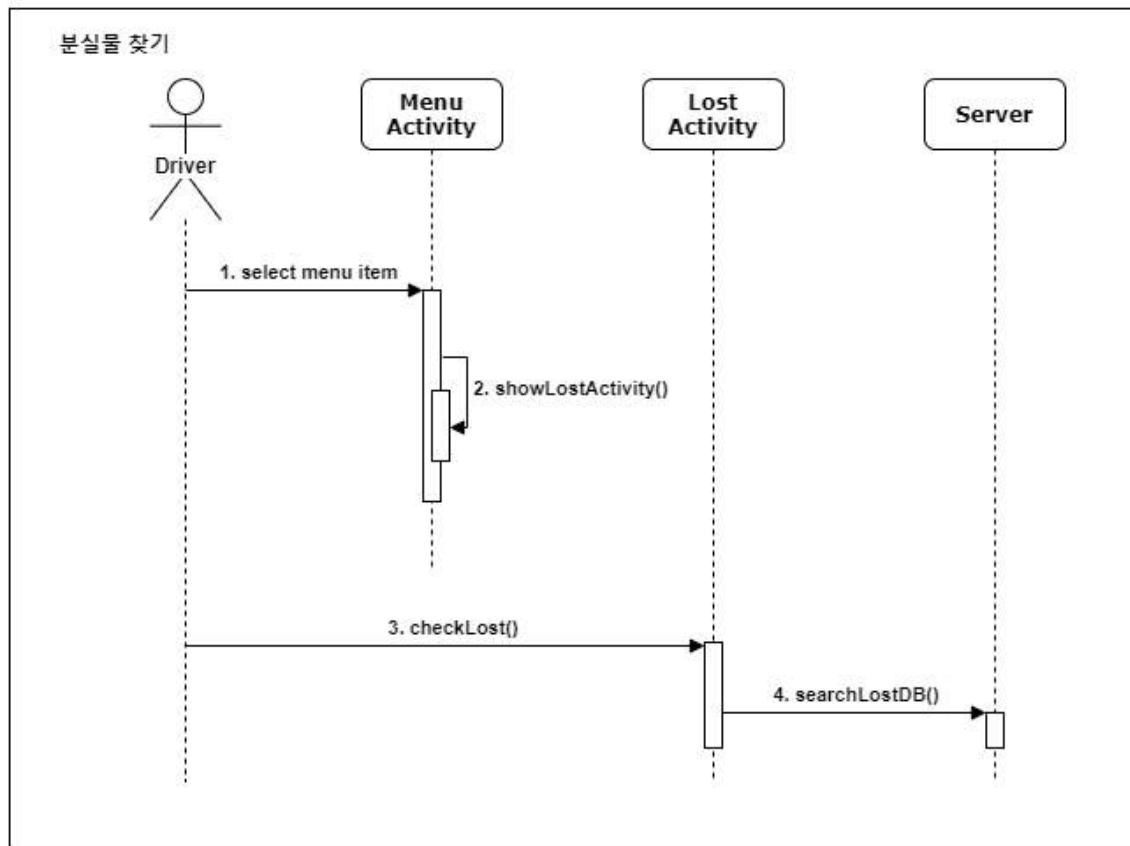 분실물 찾기
Menu
Activity
Lost
Activity
Server
Driver
1. select menu item
2. showLostActivity()
3. checkLost()
4. searchLostDB()